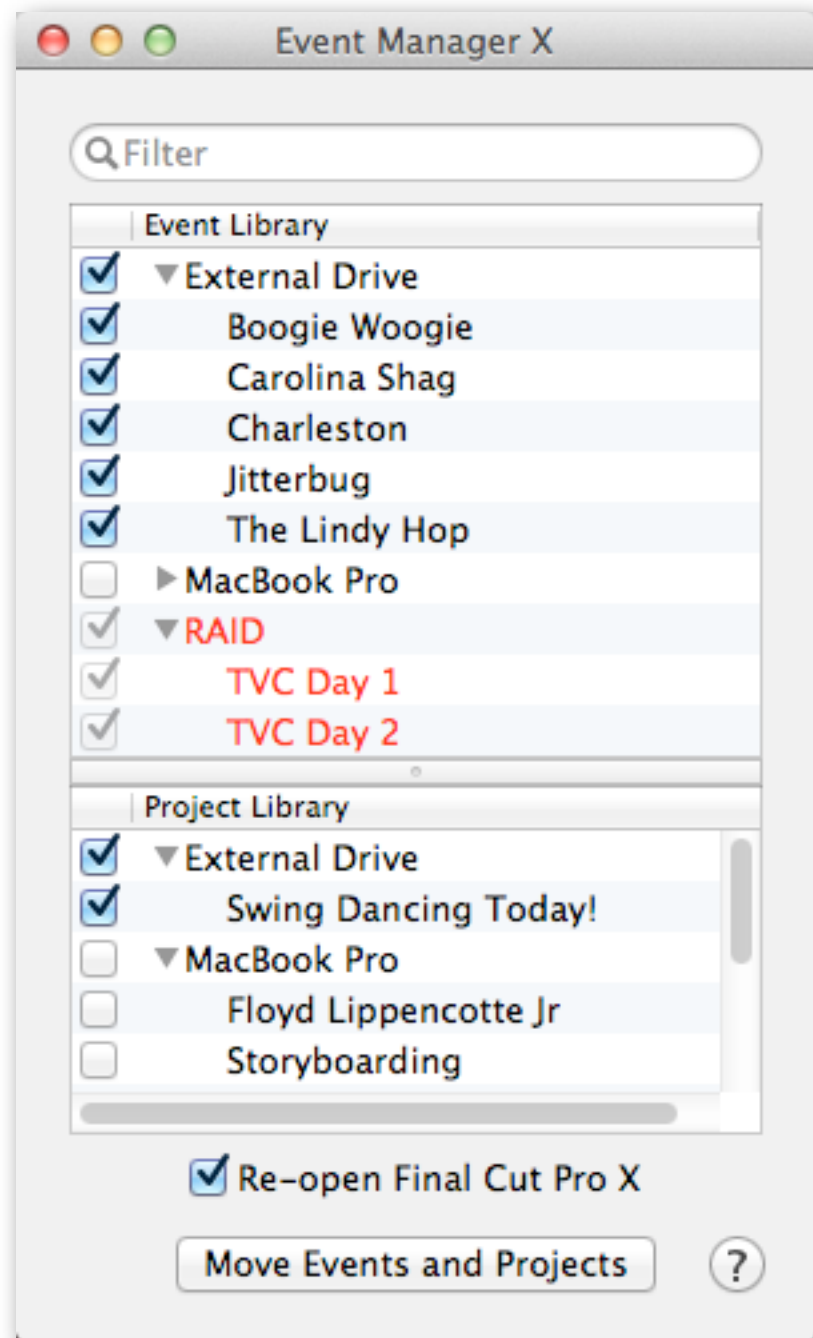 Event Manager X
Filter
Event Library
External Drive
Boogie Woogie
Carolina Shag
Charleston
Jitterbug
The Lindy Hop
MacBook Pro
RAID
TVC Day 1
TVC Day 2
Project Library
External Drive
Swing Dancing Today!
MacBook Pro
Floyd Lippencotte Jr
Storyboarding
Re-open Final Cut Pro X
Move Events and Projects ?